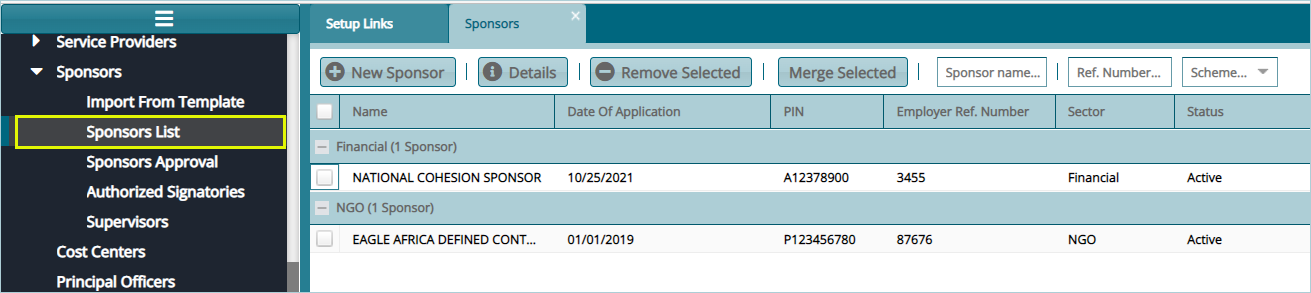 Setup Links Sponsors
Service Providers
Sponsors
Import From Template
Sponsors List
Sponsors Approval
Authorized Signatories
Supervisors
Cost Centers
Principal Officers
New Sponsor Details Remove Selected Merge Selected Sponsor name... Ref. Number... Scheme...
Name Date Of Application PIN Employer Ref. Number Sector Status
Financial (1 Sponsor)
NATIONAL COHESION SPONSOR 10/25/2021 A12378900 3455 Financial Active
NGO (1 Sponsor)
EAGLE AFRICA DEFINED CONT... 01/01/2019 P123456780 87676 NGO Active